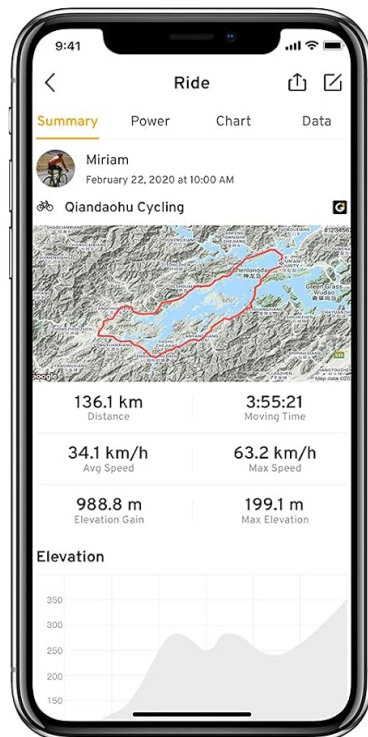 9:41
Ride
Summary Power Chart Data
Miriam
February 22, 2020 at 10:00 AM
Qiandaohu Cycling
136.1 km 3:55:21
Distance Moving Time
34.1 km/h 63.2 km/h
Avg Speed Max Speed
988.8 m 199.1 m
Elevation Gain Max Elevation
Elevation
350
300
250
200
150